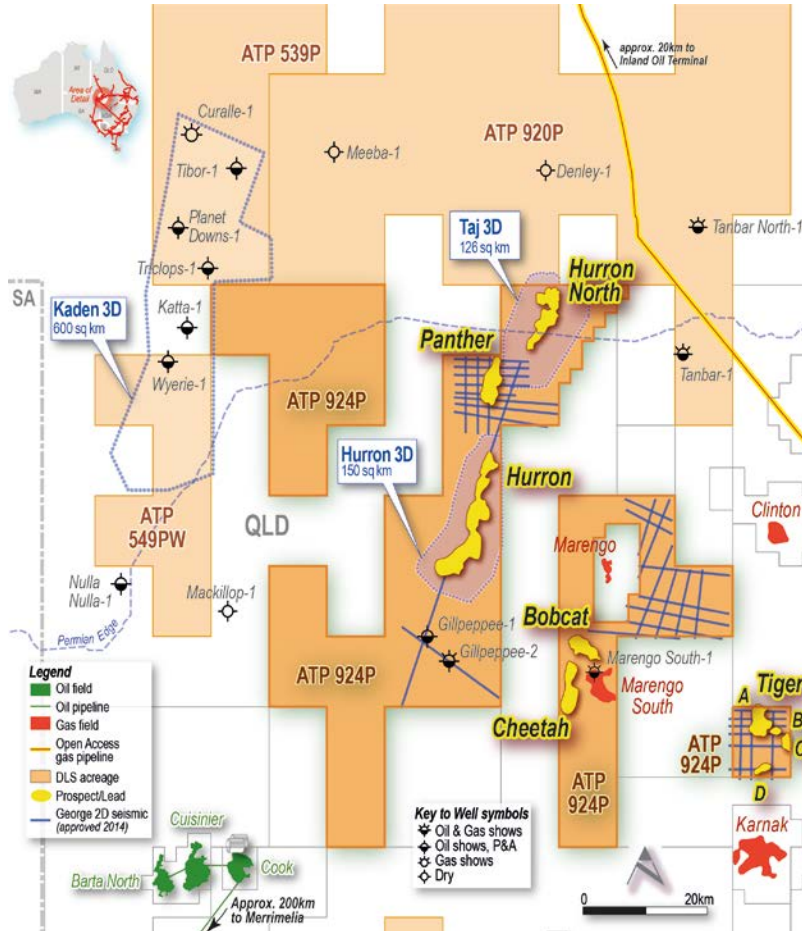 ATP 539P
approx. 20km to
Inland Oil Terminal
Area of
Detail
Curalle-1
ATP 920P
Meeba-1
Tibor-1
Denley-1
Planet
Downs-1
Taj 3D
126 sq km
Tanbar North-1
Triclops-1
Hurron
North
SA
Kaden 3D
600 sq km
Katta-1
Panther
Wyerie-1
Tanbar-1
ATP 924P
Hurron 3D
150 sq km
Hurron
ATP
549PW
QLD
Clinton
Marengo
Nulla
Nulla-1
Mackillop-1
Permian Edge
Gillpeppee-1
Bobcat
Gillpeppee-2
Marengo South-1
ATP 924P
Marengo
South
Legend
Oil field
Oil pipeline
Gas field
Open Access
gas pipeline
DLS acreage
Prospect/Lead
George 2D seismic
(approved 2014)
Cheetah
Tiger
A
B
C
D
ATP
924P
ATP
924P
Key to Well symbols
Oil & Gas shows
Oil shows, P&A
Gas shows
Dry
Karnak
Cuisinier
Barta North
Cook
Approx. 200km
to Merrimelia
0
20km